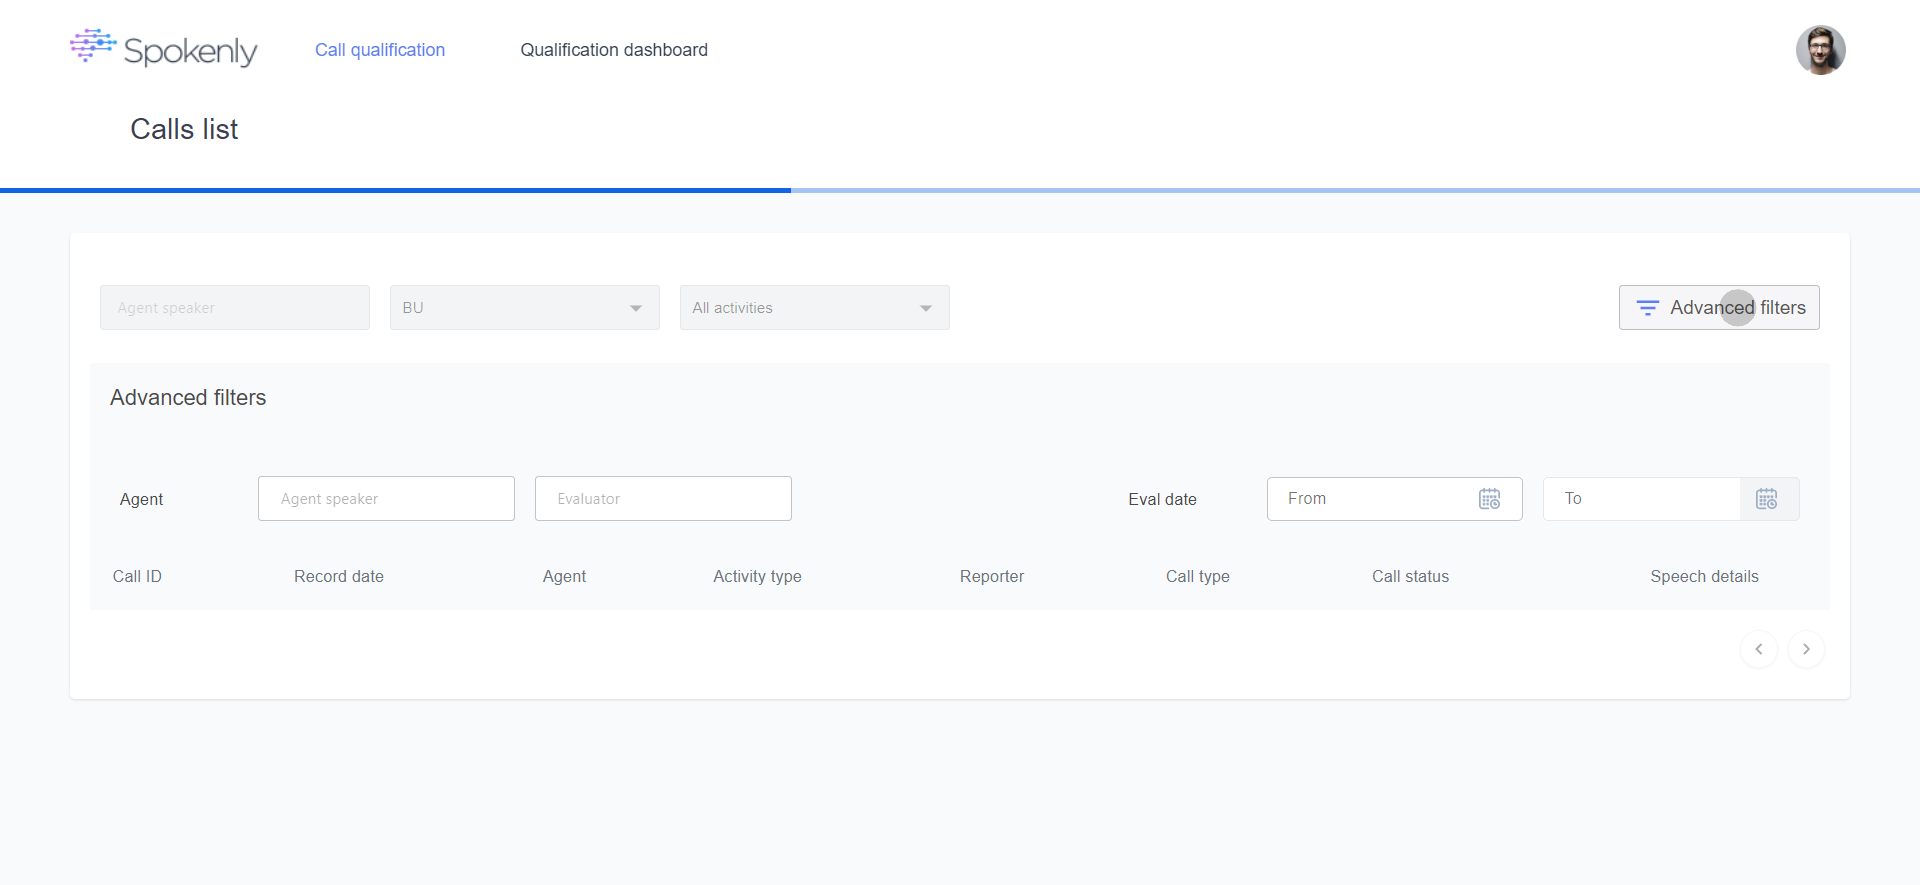 Spokenly
Call qualification
Qualification dashboard
Calls list
Agent speaker
BU
All activities
Advanced filters
Advanced filters
Agent
Agent speaker
Evaluator
Eval date
From
To
Call ID
Record date
Agent
Activity type
Reporter
Call type
Call status
Speech details